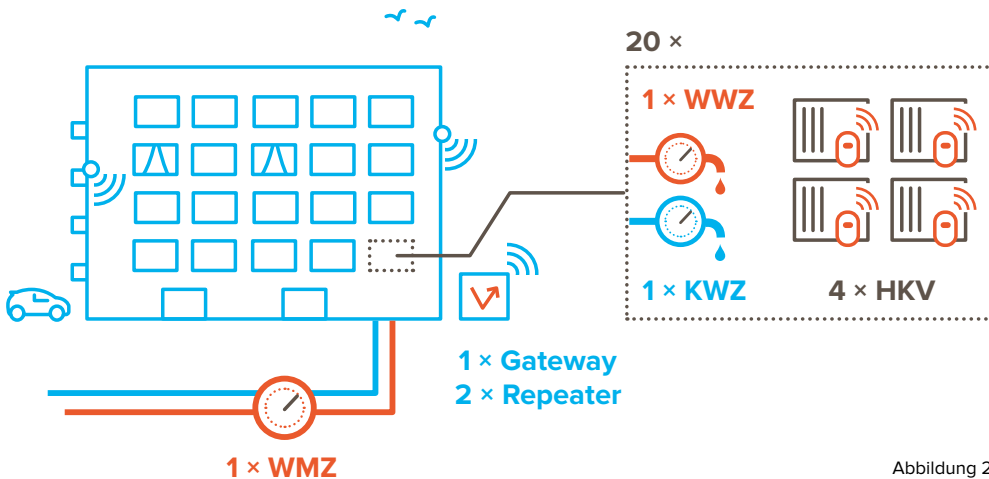 20 ×
1 × WWZ
1 × KWZ
4 × HKV
1 × Gateway
2 × Repeater
1 × WMZ
Abbildung 2